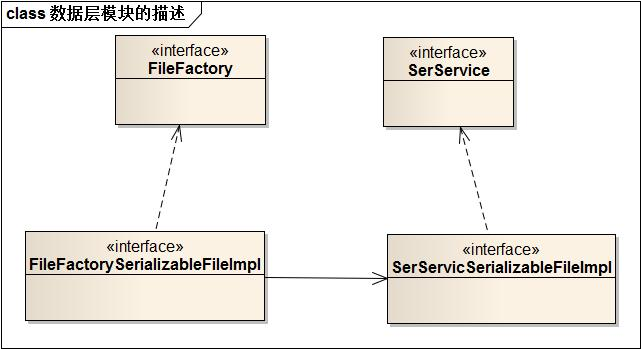 class 数据层模块的描述
«interface»
FileFactory
«interface»
SerService
«interface»
FileFactorySerializableFileImpl
«interface»
SerServicSerializableFileImpl